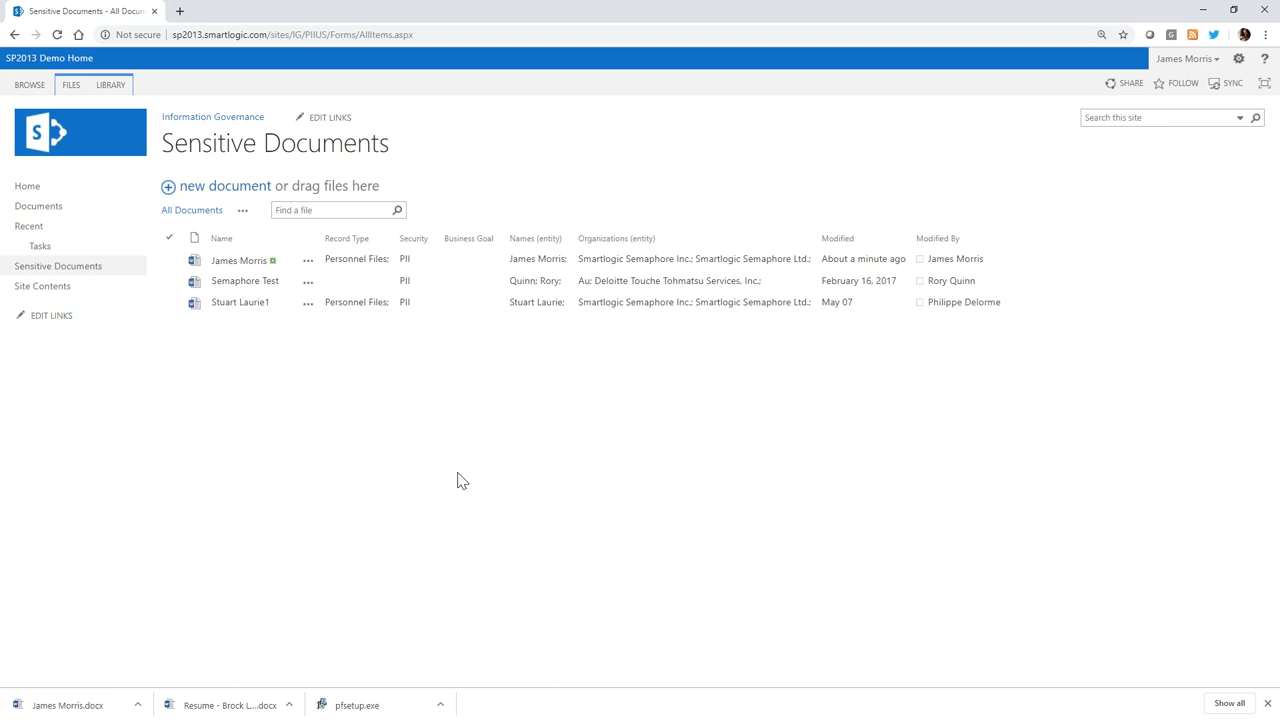 Sensitive Documents - All Docum
Not secure
sp2013.smartlogic.com/sites/IG/PIIUS/Forms/AllItems.aspx
SP2013 Demo Home
James Morris
BROWSE
FILES
LIBRARY
SHARE
FOLLOW
SYNC
Information Governance
EDIT LINKS
Search this site
Sensitive Documents
Home
Documents
Recent
Tasks
Sensitive Documents
Site Contents
EDIT LINKS
new document or drag files here
All Documents
Find a file
Name Record Type Security Business Goal Names (entity) Organizations (entity) Modified Modified By
James Morris Personnel Files; PII James Morris; Smartlogic Semaphore Inc.; Smartlogic Semaphore Ltd.; About a minute ago James Morris
Semaphore Test PII Quinn; Rory; Au; Deloitte Touche Tohmatsu Services, Inc.; February 16, 2017 Rory Quinn
Stuart Laurie1 Personnel Files; PII Stuart Laurie; Smartlogic Semaphore Inc.; Smartlogic Semaphore Ltd.; May 07 Philippe Delorme
James Morris.docx
Resume - Brock L....docx
pfsetup.exe
Show all